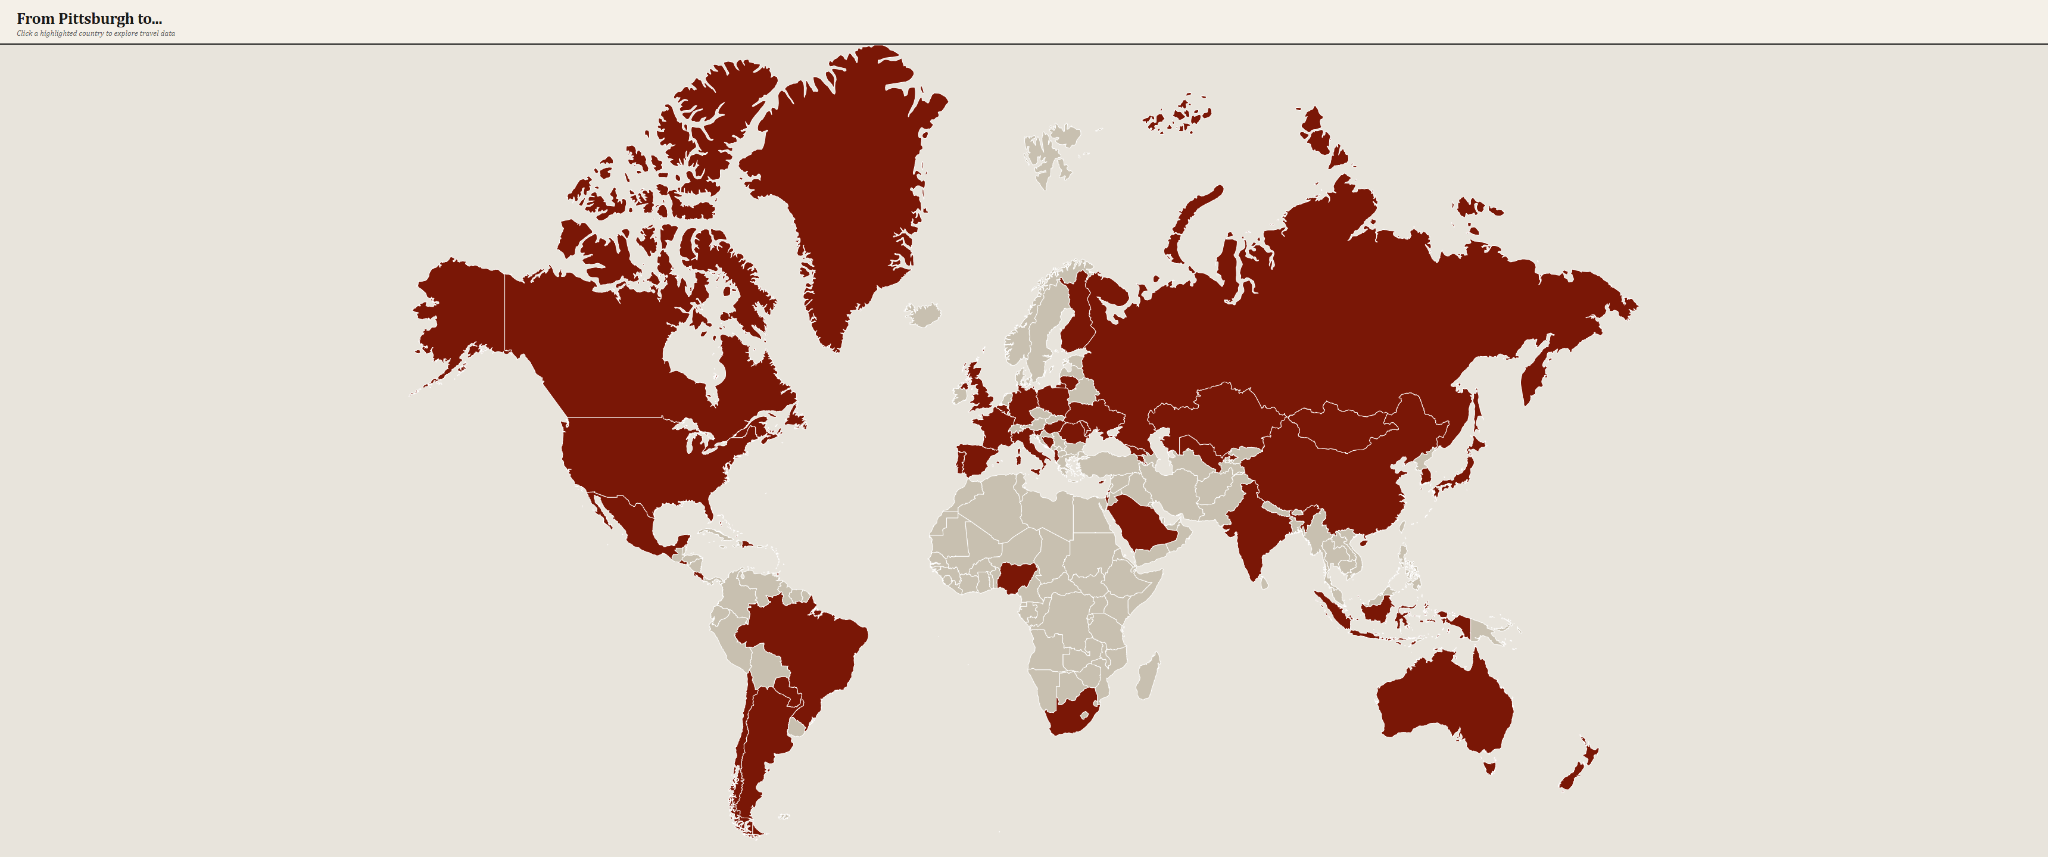 From Pittsburgh to...
Click a highlighted country to explore travel data